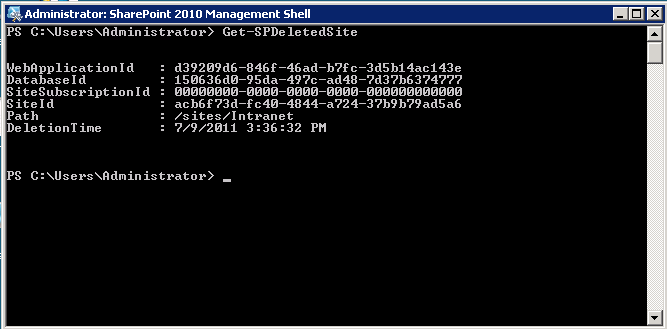 Administrator: SharePoint 2010 Management Shell
PS C:\Users\Administrator> Get-SPDeletedSite
WebApplicationId : d39209d6-846f-46ad-b7fc-3d5b14ac143e
DatabaseId : 150636d0-95da-497c-ad48-7d37b6374777
SiteSubscriptionId : 00000000-0000-0000-0000-000000000000
SiteId : acb6f73d-fc40-4844-a724-37b9b79ad5a6
Path : /sites/Intranet
DeletionTime : 7/9/2011 3:36:32 PM
PS C:\Users\Administrator> _